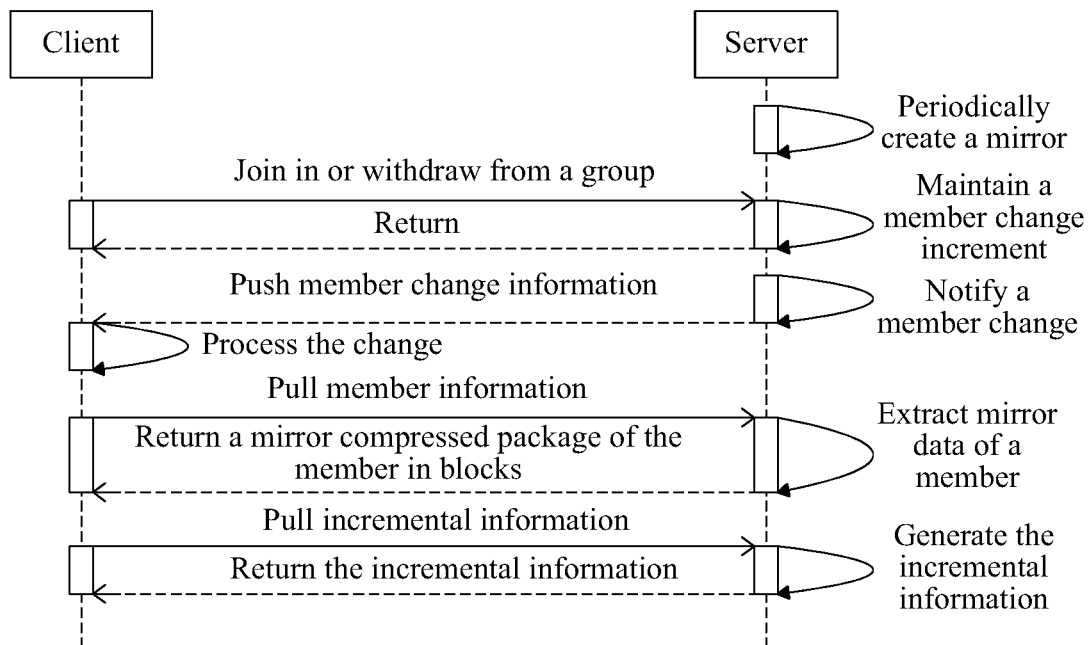 Client
Server
Periodically
create a mirror
Join in or withdraw from a group
Return
Maintain a
member change
increment
Push member change information
Notify a
member change
Process the change
Pull member information
Return a mirror compressed package of the
member in blocks
Extract mirror
data of a
member
Pull incremental information
Return the incremental information
Generate the
incremental
information